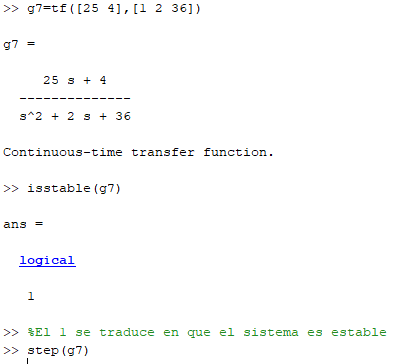 >> g7=tf([25 4],[1 2 36])
g7 =
25 s + 4
--------------
s^2 + 2 s + 36
Continuous-time transfer function.
>> isstable(g7)
ans =
logical
1
>> %El 1 se traduce en que el sistema es estable
>> step(g7)